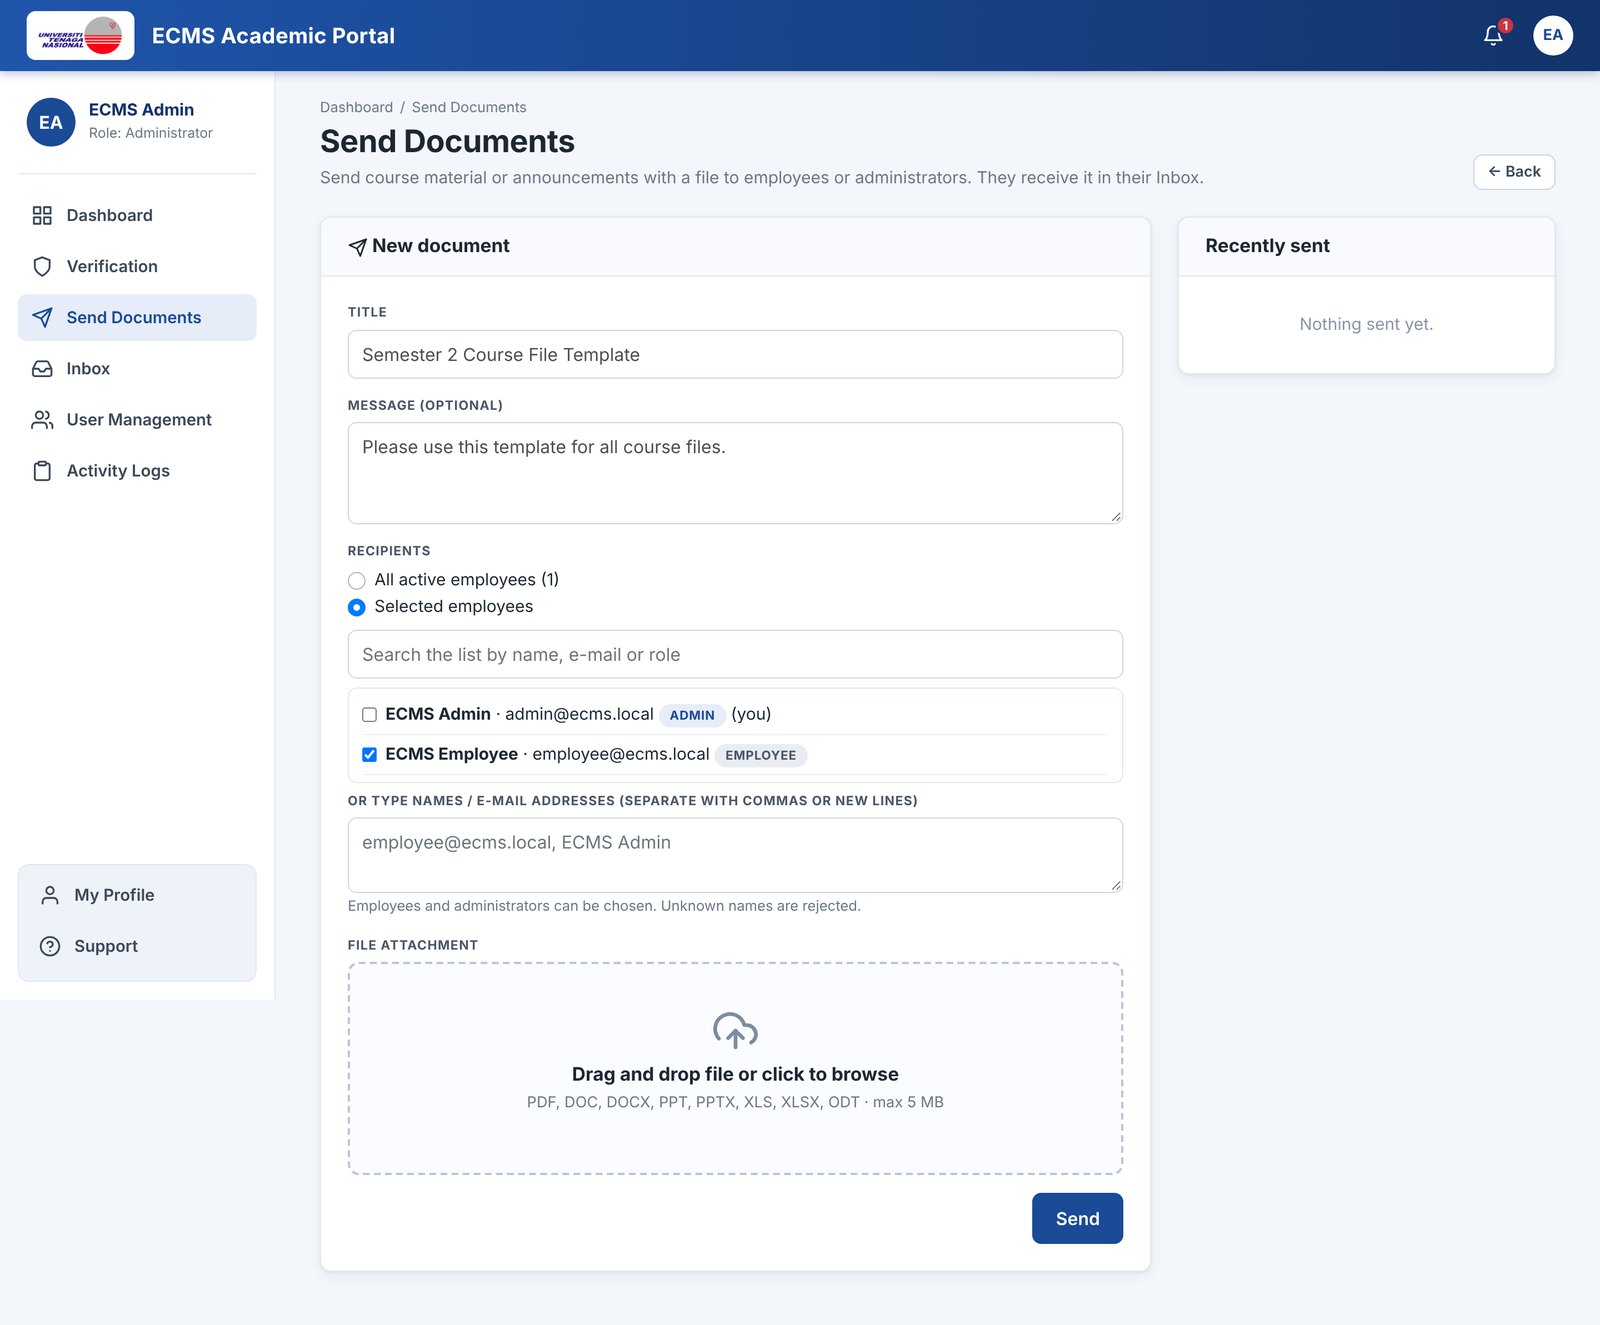 UNIVERSITI
TENAGA
NASIONAL
ECMS Academic Portal
1
EA
EA
ECMS Admin
Role: Administrator
Dashboard
Verification
Send Documents
Inbox
User Management
Activity Logs
My Profile
Support
Dashboard / Send Documents
Send Documents
Send course material or announcements with a file to employees or administrators. They receive it in their Inbox.
← Back
New document
TITLE
Semester 2 Course File Template
MESSAGE (OPTIONAL)
Please use this template for all course files.
RECIPIENTS
All active employees (1)
Selected employees
Search the list by name, e-mail or role
ECMS Admin · admin@ecms.local ADMIN (you)
ECMS Employee · employee@ecms.local EMPLOYEE
OR TYPE NAMES / E-MAIL ADDRESSES (SEPARATE WITH COMMAS OR NEW LINES)
employee@ecms.local, ECMS Admin
Employees and administrators can be chosen. Unknown names are rejected.
FILE ATTACHMENT
Drag and drop file or click to browse
PDF, DOC, DOCX, PPT, PPTX, XLS, XLSX, ODT · max 5 MB
Send
Recently sent
Nothing sent yet.